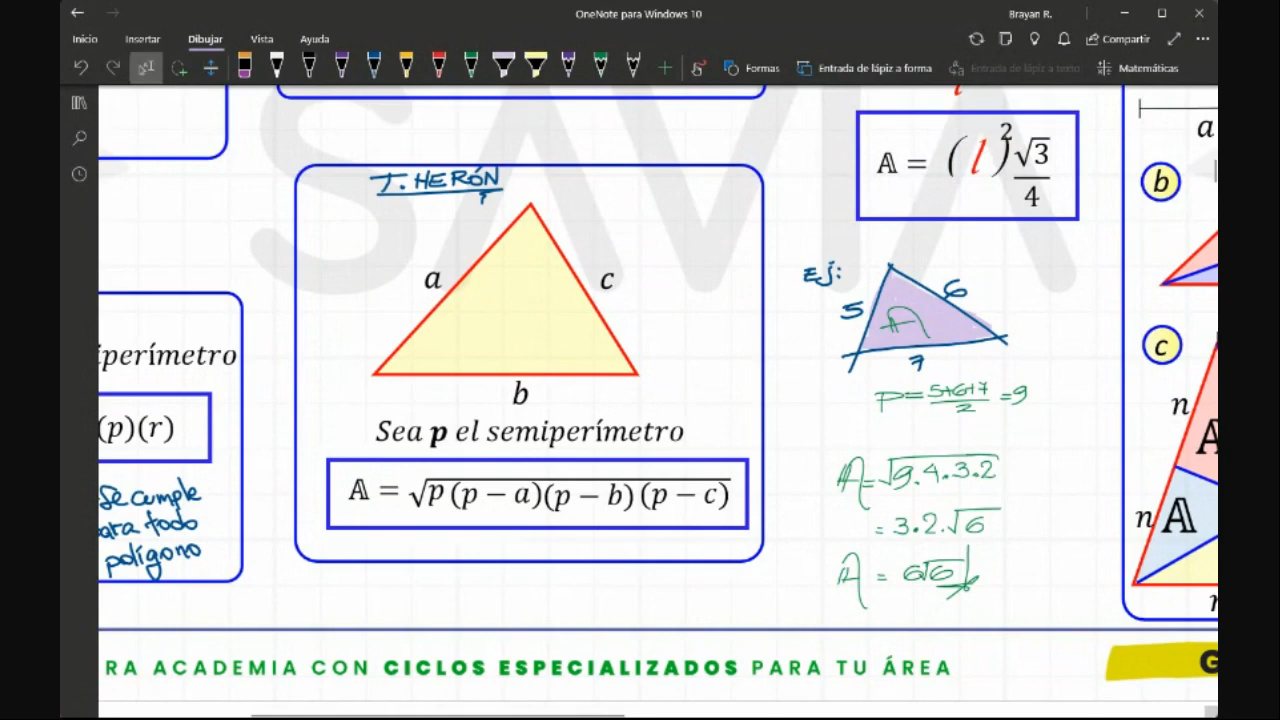 OneNote para Windows 10
Brayan R.
Inicio
Insertar
Dibujar
Vista
Ayuda
Compartir
Formas
Entrada de lápiz a forma
Entrada de lápiz a texto
Matemáticas
SAVIA
iperímetro
(p)(r)
Se cumple
para todo
polígono
T. HERÓN
a
c
b
Sea p el semiperímetro
𝔸 = √p(p − a)(p − b)(p − c)
l
𝔸 = (l)² √3/4
Ej:
5
6
𝔸
7
P = 5+6+7/2 = 9
𝔸 = √9.4.3.2
= 3.2.√6
𝔸 = 6√6
a
b
c
n
𝔸
n
𝔸
RA ACADEMIA CON CICLOS ESPECIALIZADOS PARA TU ÁREA
G